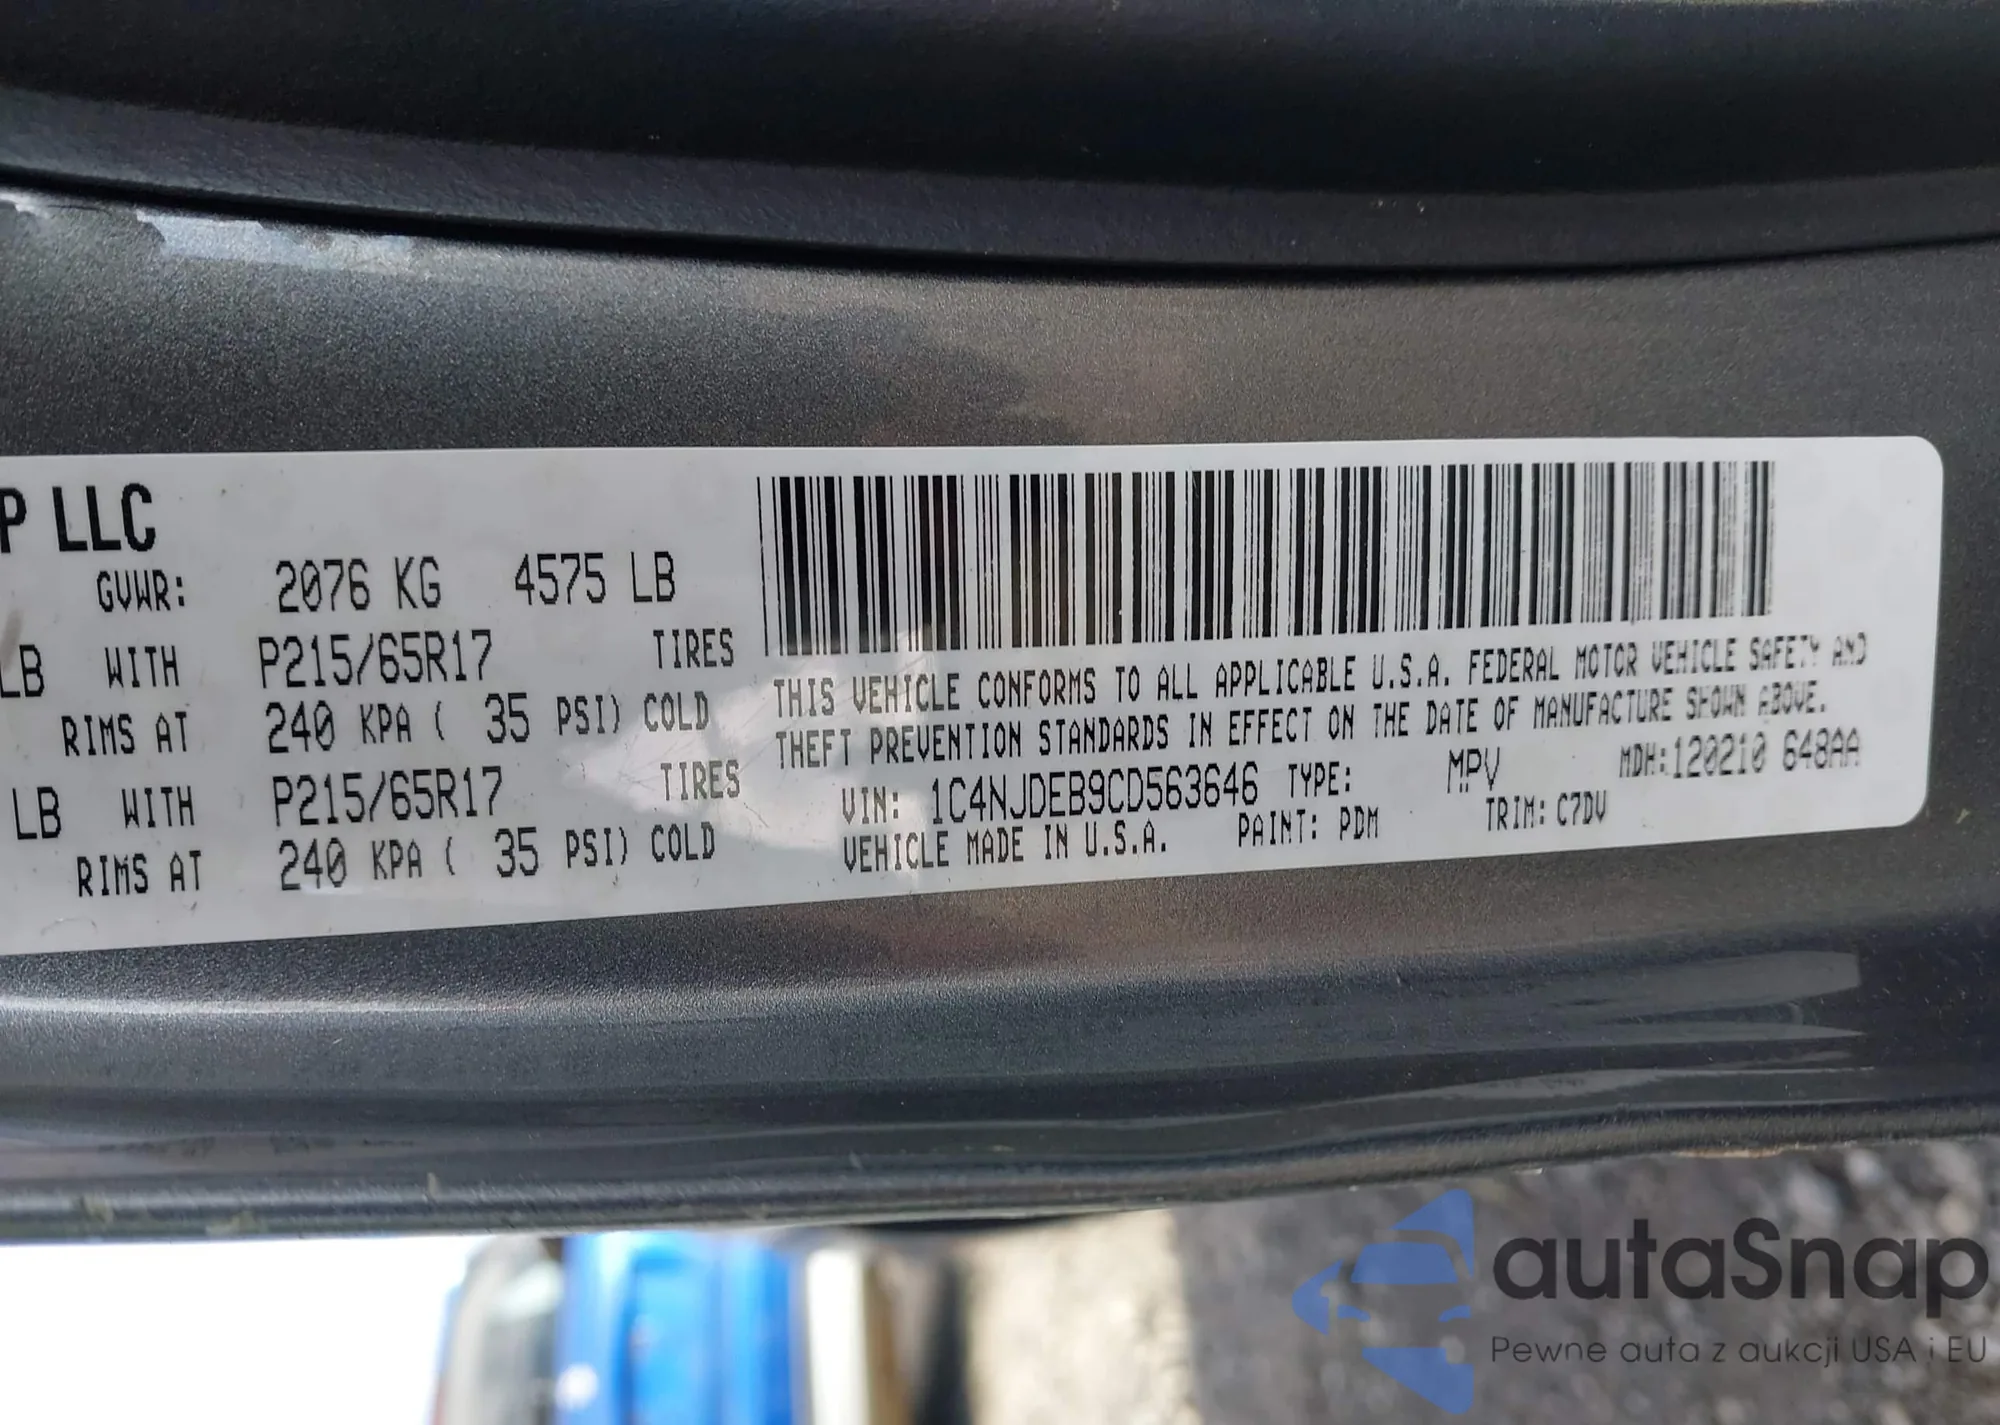 P LLC
GVWR: 2076 KG 4575 LB
LB WITH P215/65R17 TIRES
RIMS AT 240 KPA ( 35 PSI) COLD
LB WITH P215/65R17 TIRES
RIMS AT 240 KPA ( 35 PSI) COLD
THIS VEHICLE CONFORMS TO ALL APPLICABLE U.S.A. FEDERAL MOTOR VEHICLE SAFETY AND
THEFT PREVENTION STANDARDS IN EFFECT ON THE DATE OF MANUFACTURE SHOWN ABOVE.
VIN: 1C4NJDEB9CD563646 TYPE: MPV MDH:120210 648AA
VEHICLE MADE IN U.S.A. PAINT: PDM TRIM: C7DV
autaSnap
Pewne auta z aukcji USA i EU